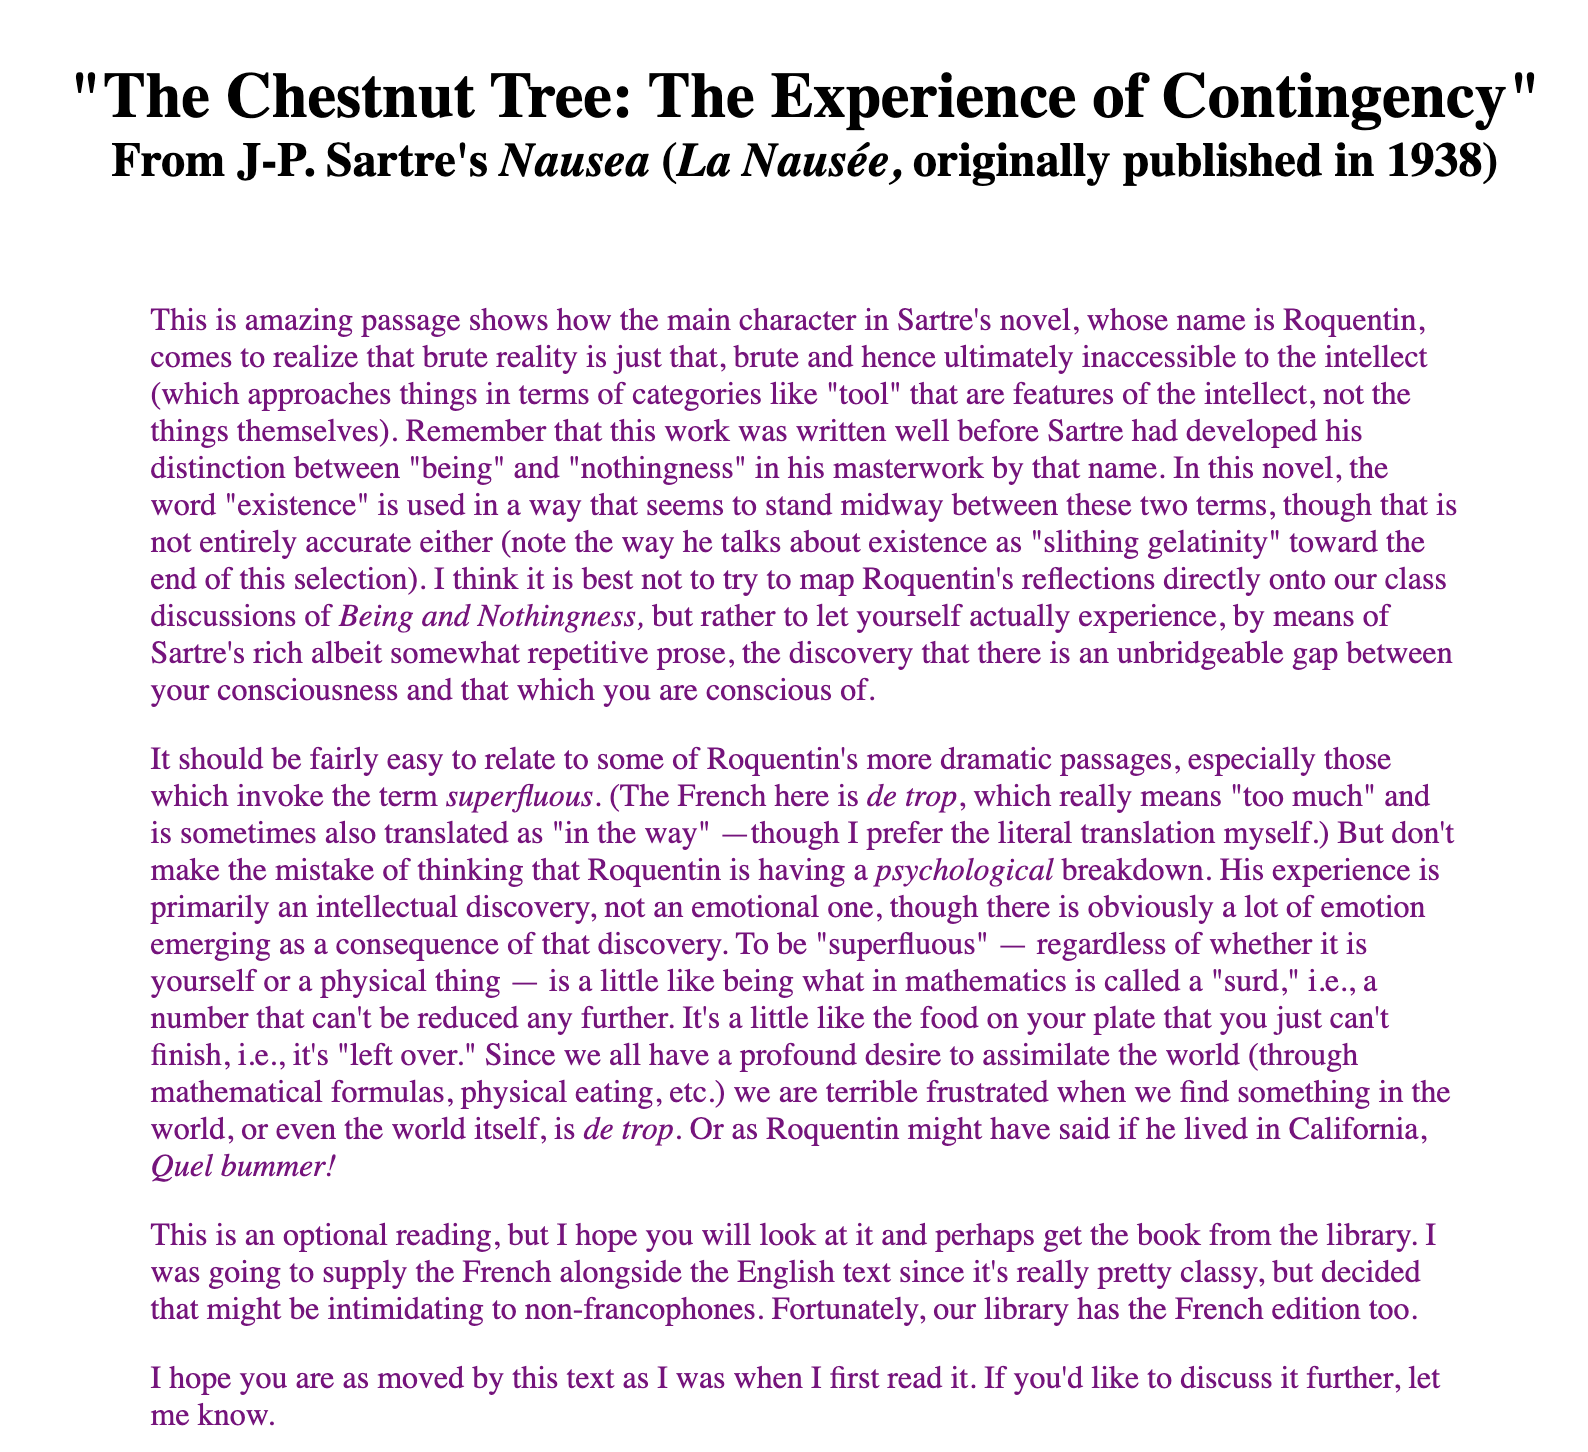 "The Chestnut Tree: The Experience of Contingency"
From J-P. Sartre's Nausea (La Nausée, originally published in 1938)
This is amazing passage shows how the main character in Sartre's novel, whose name is Roquentin,
comes to realize that brute reality is just that, brute and hence ultimately inaccessible to the intellect
(which approaches things in terms of categories like "tool" that are features of the intellect, not the
things themselves). Remember that this work was written well before Sartre had developed his
distinction between "being" and "nothingness" in his masterwork by that name. In this novel, the
word "existence" is used in a way that seems to stand midway between these two terms, though that is
not entirely accurate either (note the way he talks about existence as "slithing gelatinity" toward the
end of this selection). I think it is best not to try to map Roquentin's reflections directly onto our class
discussions of Being and Nothingness, but rather to let yourself actually experience, by means of
Sartre's rich albeit somewhat repetitive prose, the discovery that there is an unbridgeable gap between
your consciousness and that which you are conscious of.
It should be fairly easy to relate to some of Roquentin's more dramatic passages, especially those
which invoke the term superfluous. (The French here is de trop, which really means "too much" and
is sometimes also translated as "in the way" —though I prefer the literal translation myself.) But don't
make the mistake of thinking that Roquentin is having a psychological breakdown. His experience is
primarily an intellectual discovery, not an emotional one, though there is obviously a lot of emotion
emerging as a consequence of that discovery. To be "superfluous" — regardless of whether it is
yourself or a physical thing — is a little like being what in mathematics is called a "surd," i.e., a
number that can't be reduced any further. It's a little like the food on your plate that you just can't
finish, i.e., it's "left over." Since we all have a profound desire to assimilate the world (through
mathematical formulas, physical eating, etc.) we are terrible frustrated when we find something in the
world, or even the world itself, is de trop. Or as Roquentin might have said if he lived in California,
Quel bummer!
This is an optional reading, but I hope you will look at it and perhaps get the book from the library. I
was going to supply the French alongside the English text since it's really pretty classy, but decided
that might be intimidating to non-francophones. Fortunately, our library has the French edition too.
I hope you are as moved by this text as I was when I first read it. If you'd like to discuss it further, let
me know.